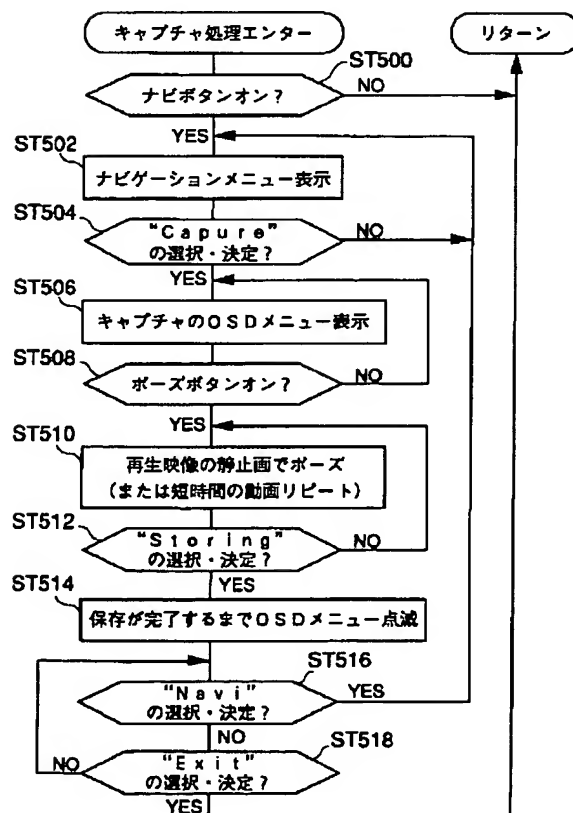 キャプチャ処理エンター
リターン
ST500
ナビボタンオン？
NO
YES
ST502
ナビゲーションメニュー表示
ST504
“Capure”
の選択・決定？
NO
YES
ST506
キャプチャのOSDメニュー表示
ST508
ポーズボタンオン？
NO
YES
ST510
再生映像の静止画でポーズ
（または短時間の動画リピート）
ST512
“Storing”
の選択・決定？
NO
YES
ST514
保存が完了するまでOSDメニュー点滅
ST516
“Navi”
の選択・決定？
YES
NO
ST518
“Exit”
の選択・決定？
NO
YES